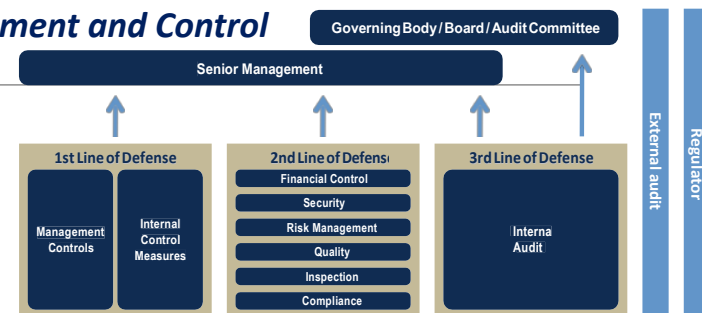 ment and Control
Governing Body / Board / Audit Committee
Senior Management
1st Line of Defense
Management
Controls
Internal
Control
Measures
2nd Line of Defens
Financial Control
Security
Risk Management
Quality
Inspection
Compliance
3rd Line of Defense
Interna
Audit
External audit
Regulator